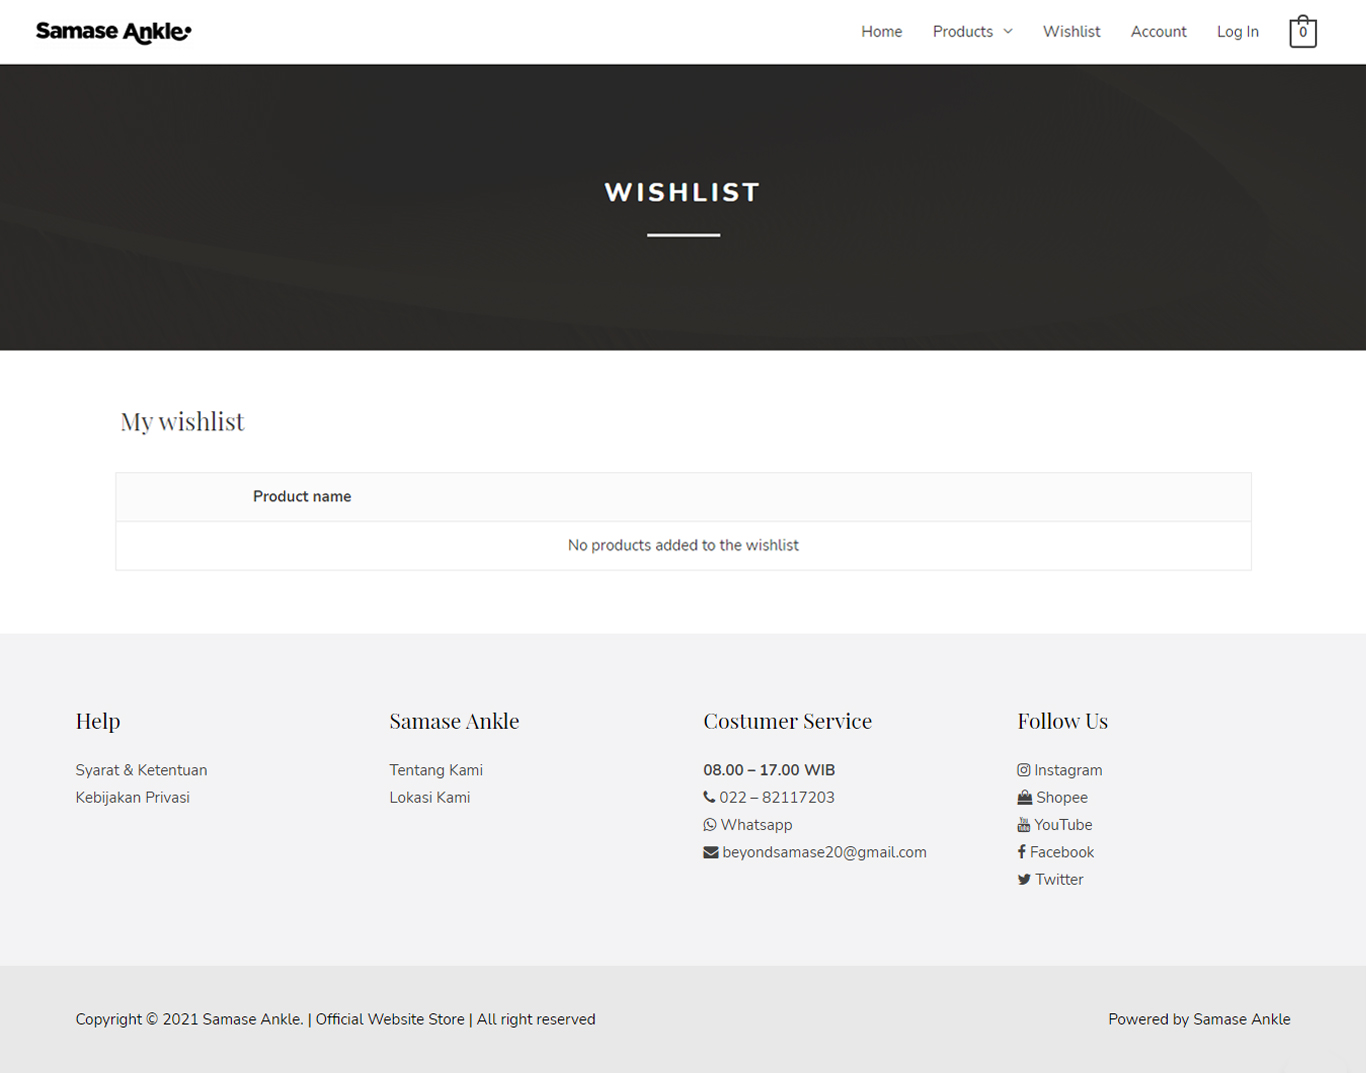 Samase Ankle
Home Products Wishlist Account Log In 0
WISHLIST
My wishlist
Product name
No products added to the wishlist
Help
Syarat & Ketentuan
Kebijakan Privasi
Samase Ankle
Tentang Kami
Lokasi Kami
Costumer Service
08.00 – 17.00 WIB
022 – 82117203
Whatsapp
beyondsamase20@gmail.com
Follow Us
Instagram
Shopee
YouTube
Facebook
Twitter
Copyright © 2021 Samase Ankle. | Official Website Store | All right reserved
Powered by Samase Ankle